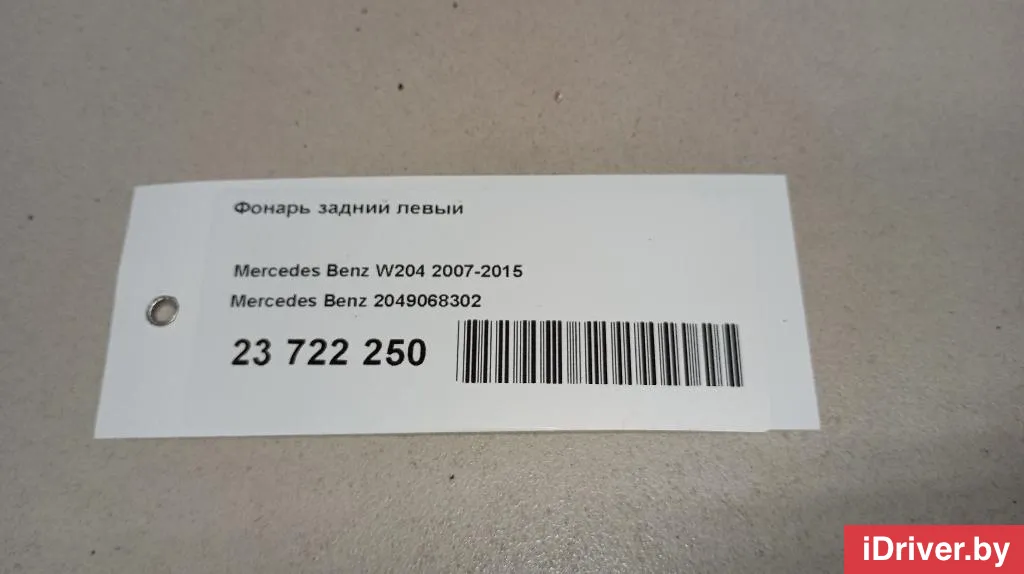 Фонарь задний левый
Mercedes Benz W204 2007-2015
Mercedes Benz 2049068302
23 722 250
iDriver.by